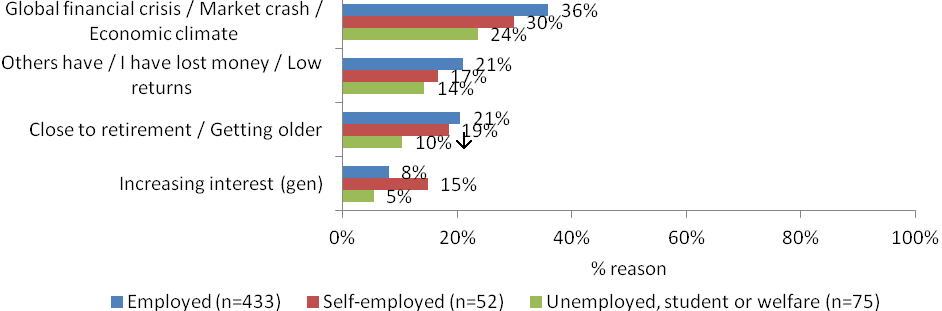 Global financial crisis / Market crash /
Economic climate
36%
30%
24%
Others have / I have lost money / Low
returns
21%
17%
14%
Close to retirement / Getting older
21%
19%
10%
Increasing interest (gen)
8%
15%
5%
0% 20% 40% 60% 80% 100%
% reason
Employed (n=433) Self-employed (n=52) Unemployed, student or welfare (n=75)